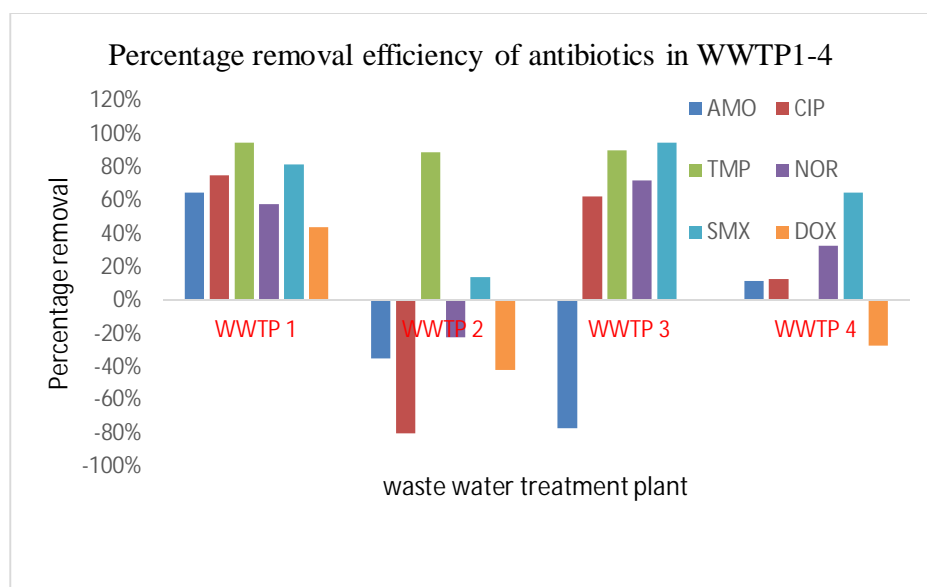 Percentage removal efficiency of antibiotics in WWTP1-4
120%
100%
80%
60%
40%
20%
0%
-20%
-40%
-60%
-80%
-100%
Percentage removal
AMO CIP
TMP NOR
SMX DOX
WWTP 1 WWTP 2 WWTP 3 WWTP 4
waste water treatment plant